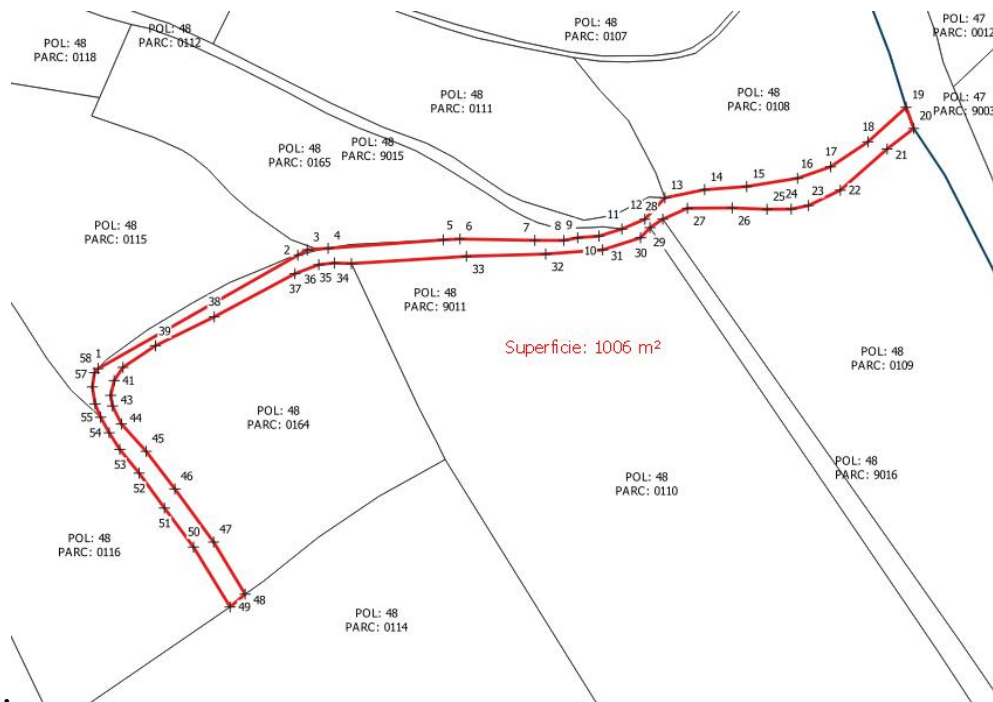 POL: 48
PARC: 0118
POL: 48
PARC: 0112
POL: 48
PARC: 0107
POL: 47
PARC: 0012
POL: 48
PARC: 0111
POL: 48
PARC: 0108
POL: 47
PARC: 9003
POL: 48
PARC: 0165
POL: 48
PARC: 9015
19
20
18
21
17
16
15
14
13
22
23
24
25
26
27
28
12
11
29
30
31
10
9
8
32
6
5
33
4
3
2
34
35
36
37
POL: 48
PARC: 0115
POL: 48
PARC: 9011
38
39
Superficie: 1006 m²
POL: 48
PARC: 0109
1
58
57
41
43
55
44
54
45
53
46
52
51
47
50
48
49
POL: 48
PARC: 0164
POL: 48
PARC: 0110
POL: 48
PARC: 9016
POL: 48
PARC: 0116
POL: 48
PARC: 0114